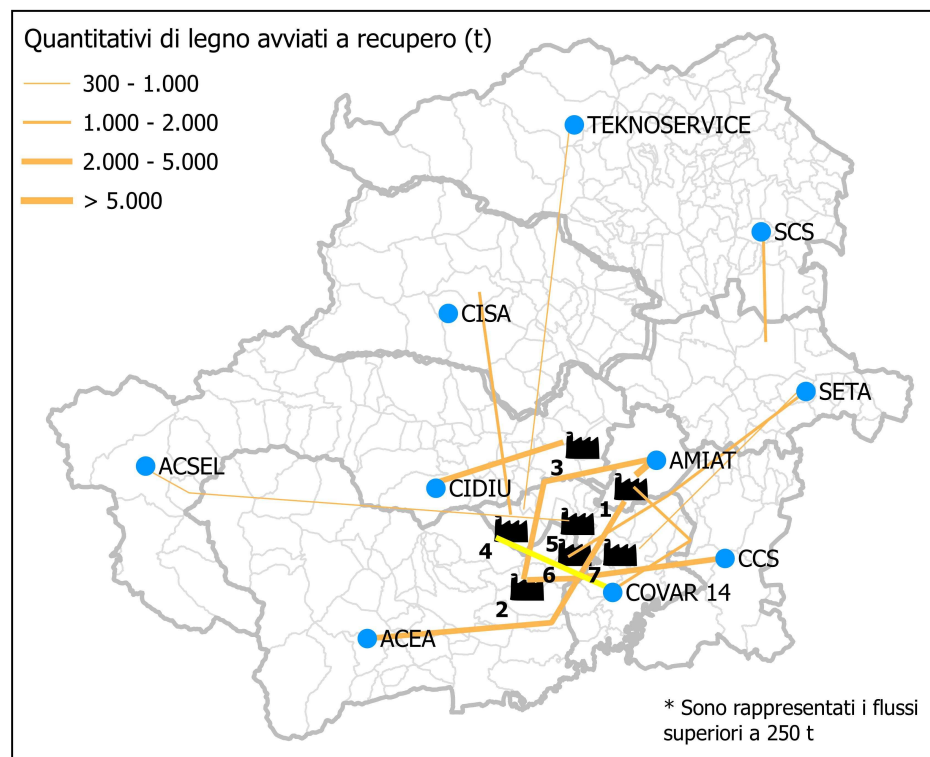 Quantitativi di legno avviati a recupero (t)
300 - 1.000
1.000 - 2.000
2.000 - 5.000
> 5.000
TEKNOSERVICE
SCS
CISA
SETA
ACSEL
CIDIU
3
AMIAT
1
4
5
6
7
CCS
2
COVAR 14
ACEA
* Sono rappresentati i flussi
superiori a 250 t